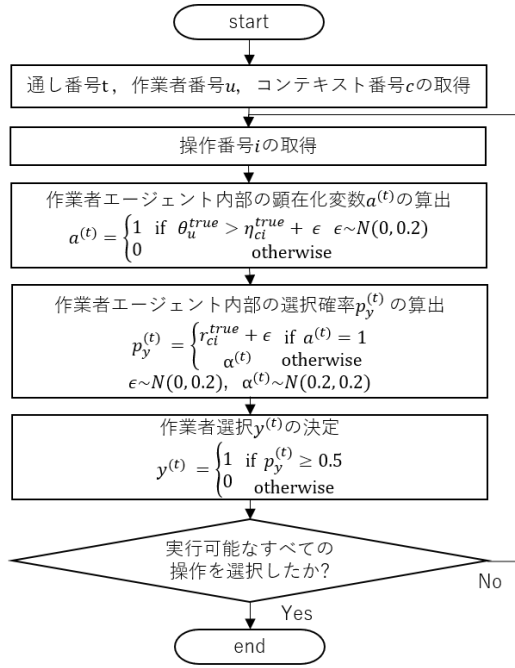 start
通し番号t，作業者番号u，コンテキスト番号cの取得
操作番号iの取得
作業者エージェント内部の顕在化変数a^(t)の算出
a^(t) = {1 if θ_u^true > η_ci^true + ϵ ϵ~N(0,0.2)
0 otherwise
作業者エージェント内部の選択確率p_y^(t) の算出
p_y^(t) = {r_ci^true + ϵ if a^(t) = 1
α^(t) otherwise
ϵ~N(0,0.2), α^(t)~N(0.2,0.2)
作業者選択y^(t)の決定
y^(t) = {1 if p_y^(t) ≥ 0.5
0 otherwise
実行可能なすべての
操作を選択したか?
No
Yes
end